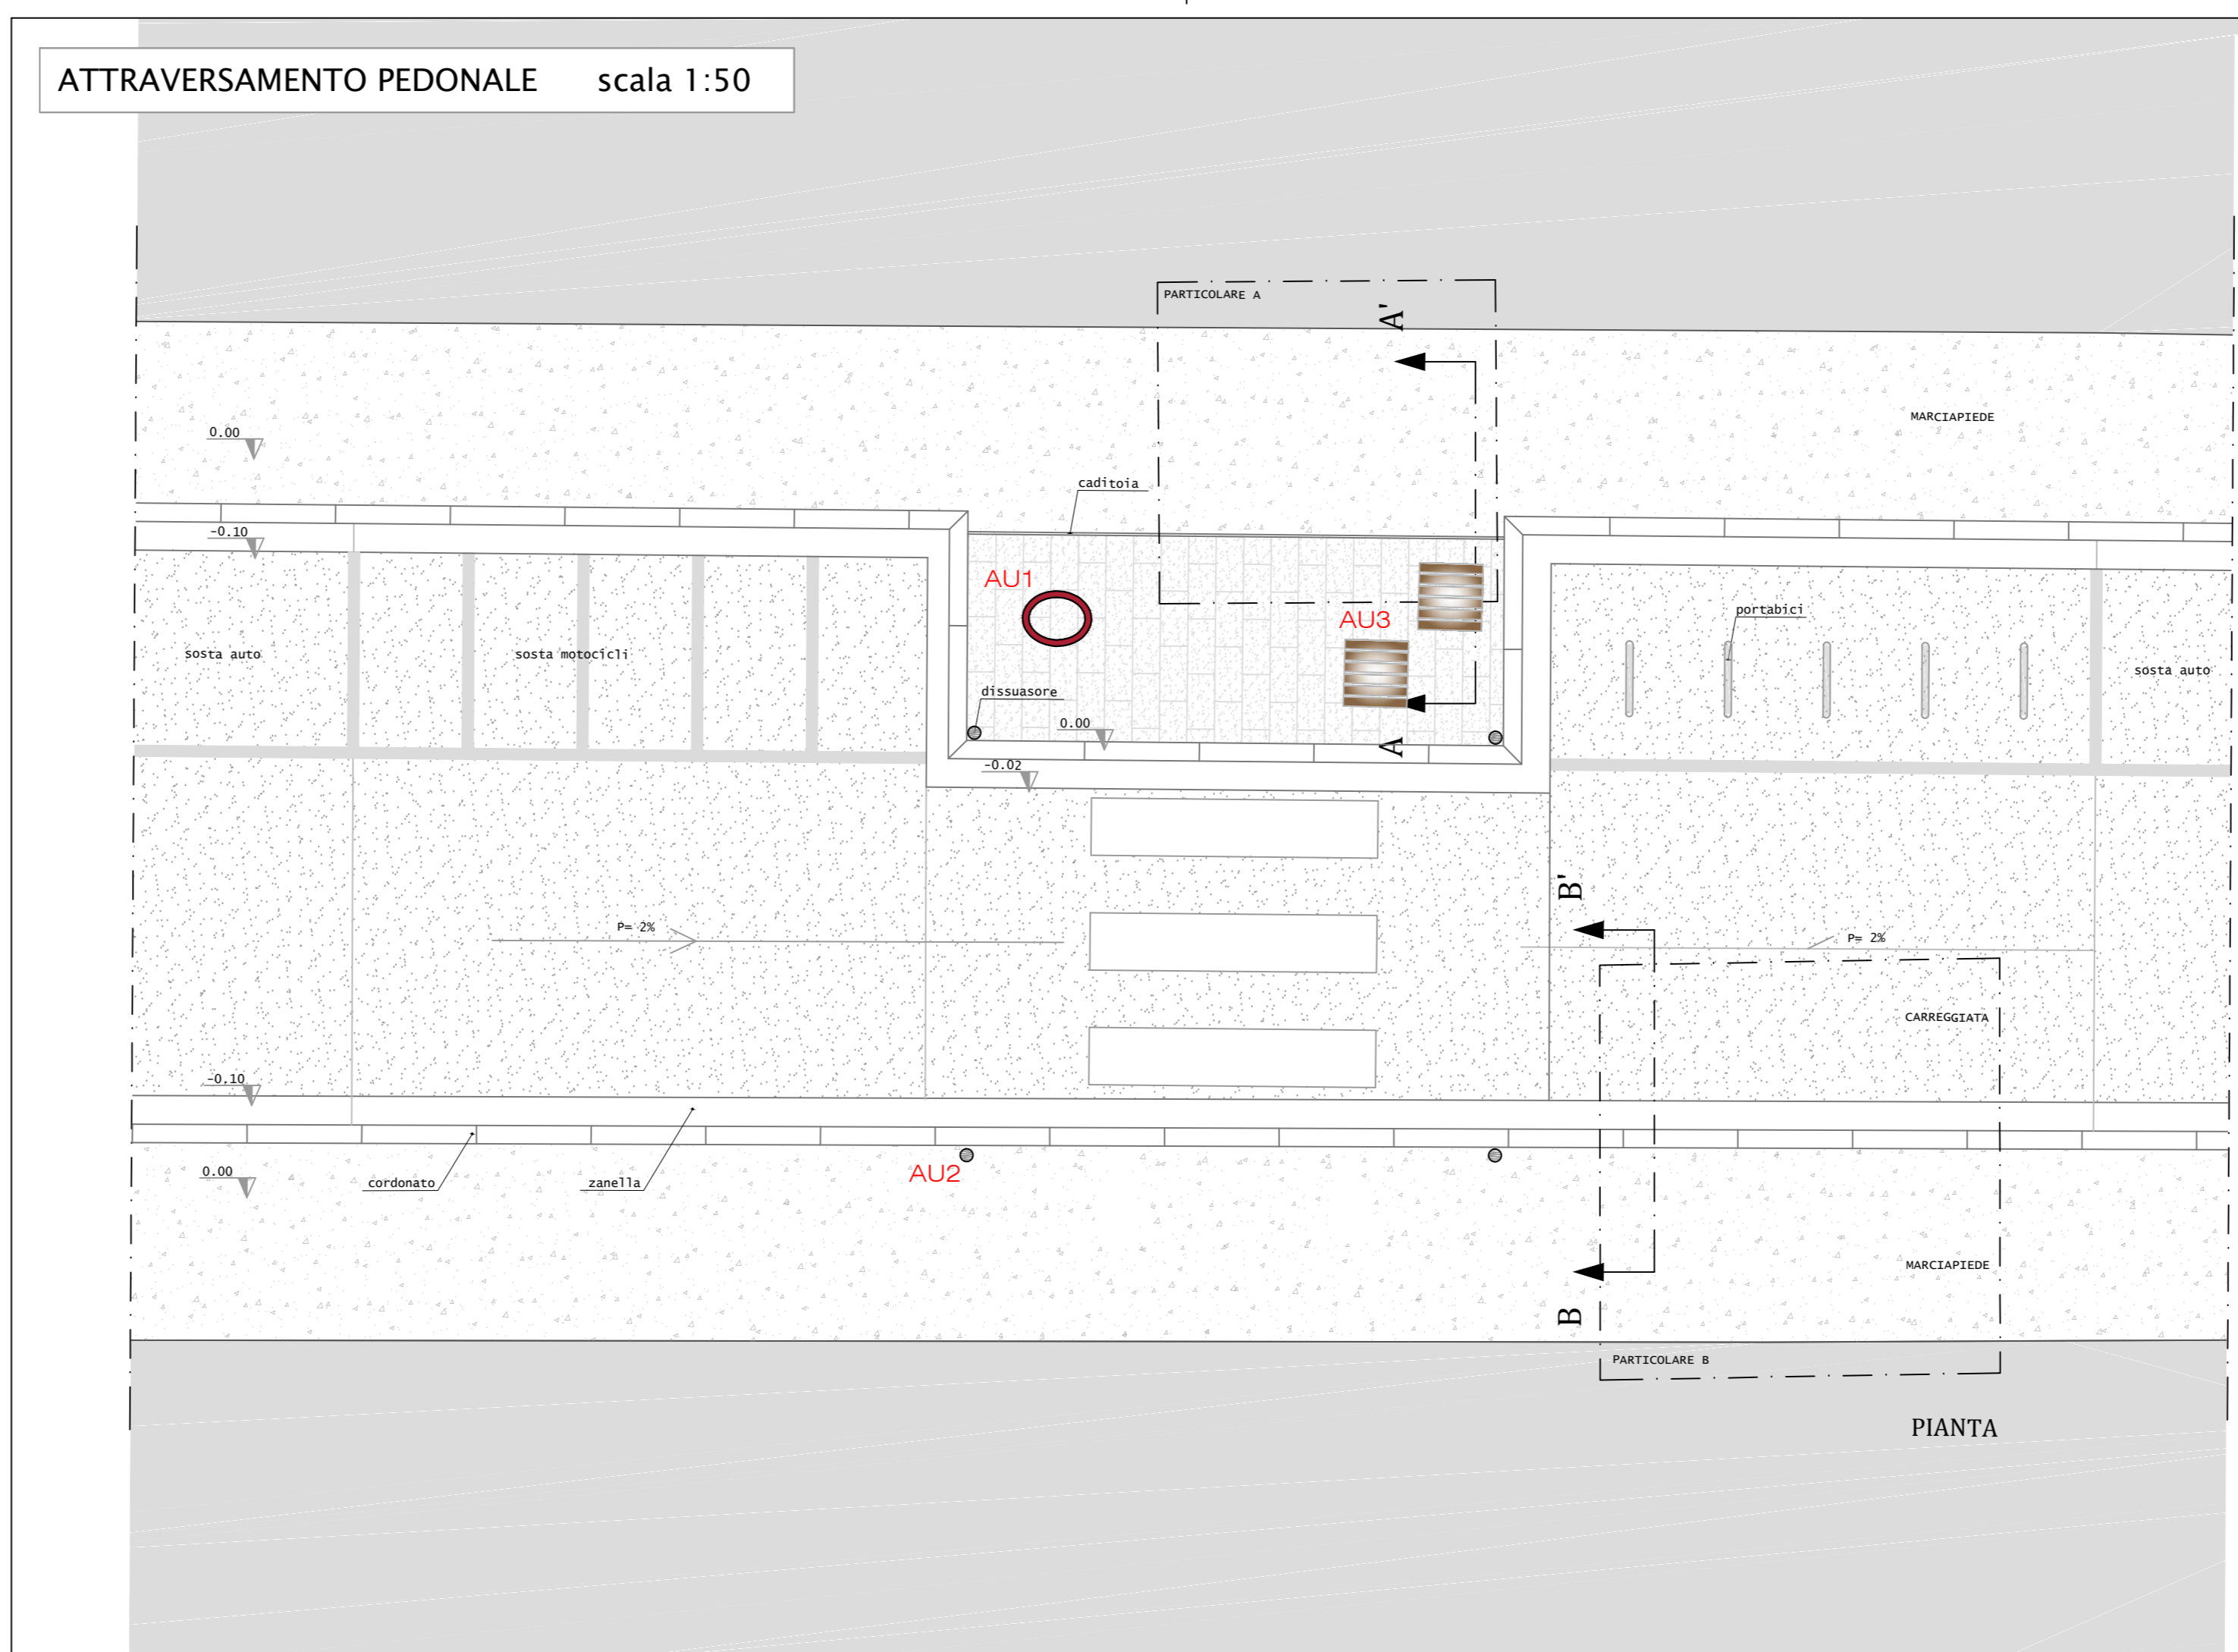 ATTRAVERSAMENTO PEDONALE scala 1:50
PARTICOLARE A
A'
MARCIAPIEDE
0.00
caditoia
-0.10
AU1
portabici
AU3
sosta auto
sosta motocicli
sosta auto
dissuasore
0.00
A
-0.02
B'
P= 2%
P= 2%
CARREGGIATA
-0.10
0.00
cordonato
zanella
AU2
MARCIAPIEDE
B
PARTICOLARE B
PIANTA